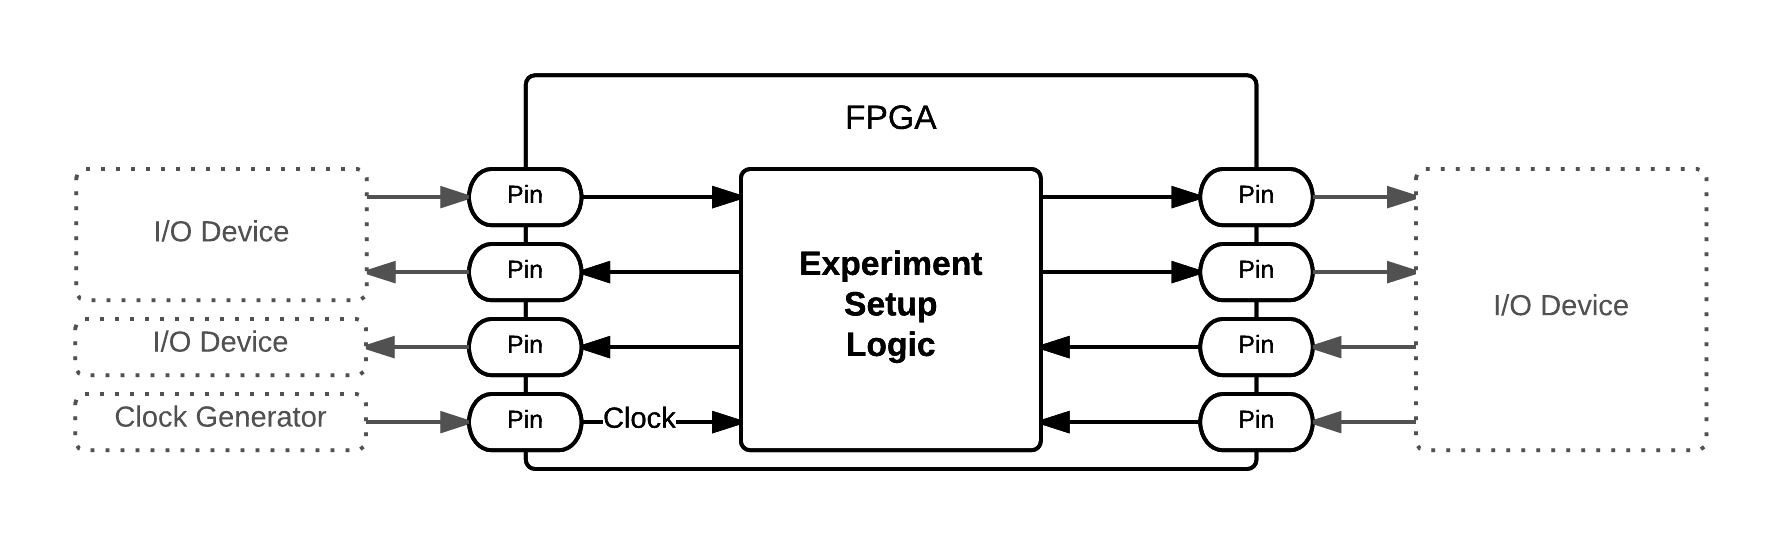 FPGA
I/O Device
I/O Device
Clock Generator
Pin
Pin
Pin
Pin
Clock
Experiment
Setup
Logic
Pin
Pin
Pin
Pin
I/O Device